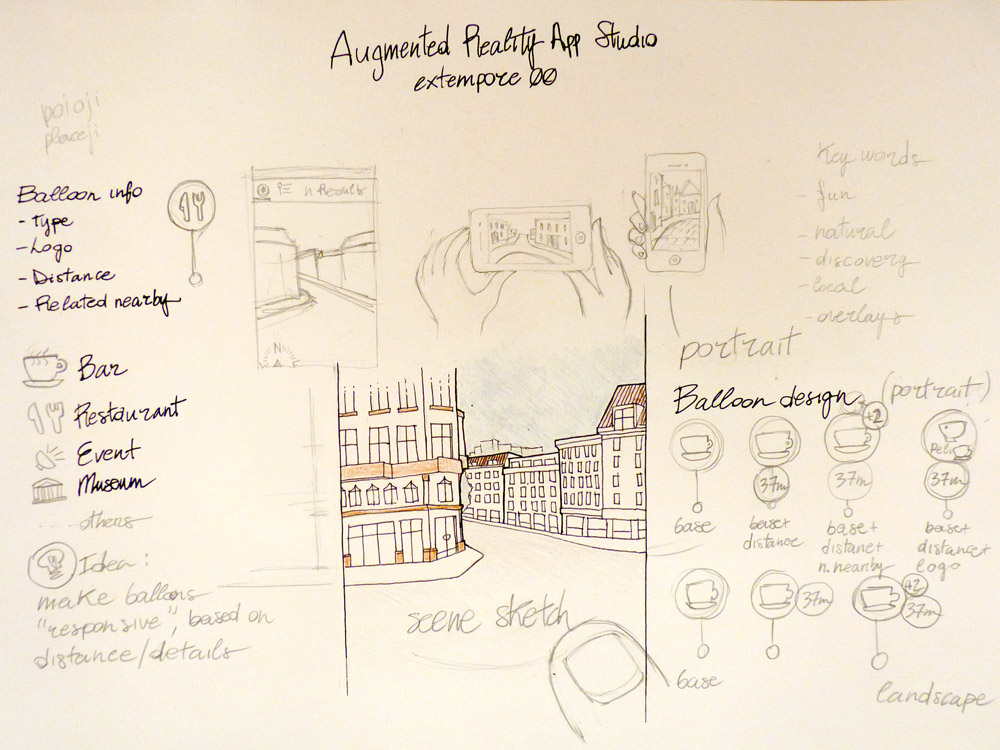 Augmented Reality App Studio
extempore 00
poioji
placeji
Balloon info
- Type
- Logo
- Distance
- Related nearby
n Results
N
Bar
Restaurant
Event
Museum
others
Idea:
make ballons
"responsive", based on
distance/details
scene sketch
Key words
- fun
- natural
- discovery
- local
- overlays
portrait
Balloon design (portrait)
+2
37m
37m
37m
base
base+
distance
base+
distane+
n. nearby
base+
distance+
logo
37m
+2
37m
base
landscape